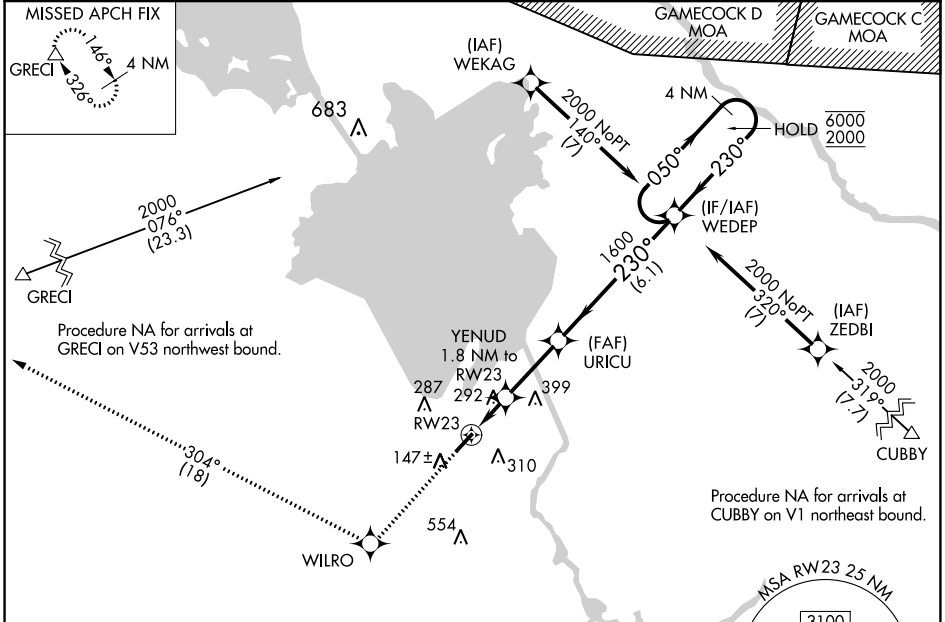 MISSED APCH FIX
GRECI
146°
326°
4 NM
683
(IAF)
WEKAG
2000 NoPT
140°
(7)
GAMECOCK D
MOA
GAMECOCK C
MOA
4 NM
HOLD
6000
2000
050°
230°
(IF/IAF)
WEDEP
2000
076°
(23.3)
GRECI
1600
230°
(6.1)
2000 NoPT
320°
(7)
(IAF)
ZEDBI
Procedure NA for arrivals at
GRECI on V53 northwest bound.
YENUD
1.8 NM to
RW23
(FAF)
URICU
2000
319°
(7.7)
CUBBY
287
292
399
RW23
147±
310
304°
(18)
554
WILRO
Procedure NA for arrivals at
CUBBY on V1 northeast bound.
MSA RW23 25 NM
3100